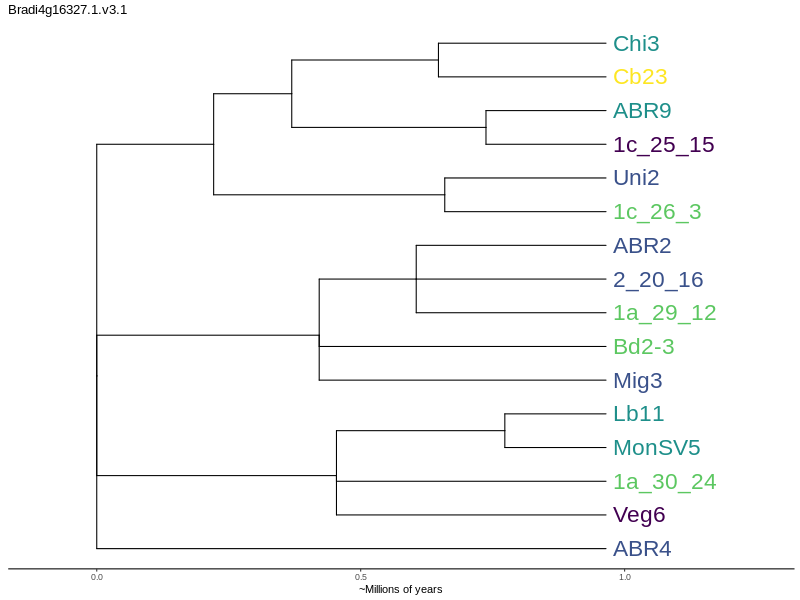 Bradi4g16327.1.v3.1
Chi3
Cb23
ABR9
1c_25_15
Uni2
1c_26_3
ABR2
2_20_16
1a_29_12
Bd2-3
Mig3
Lb11
MonSV5
1a_30_24
Veg6
ABR4
0.0 0.5 1.0
~Millions of years